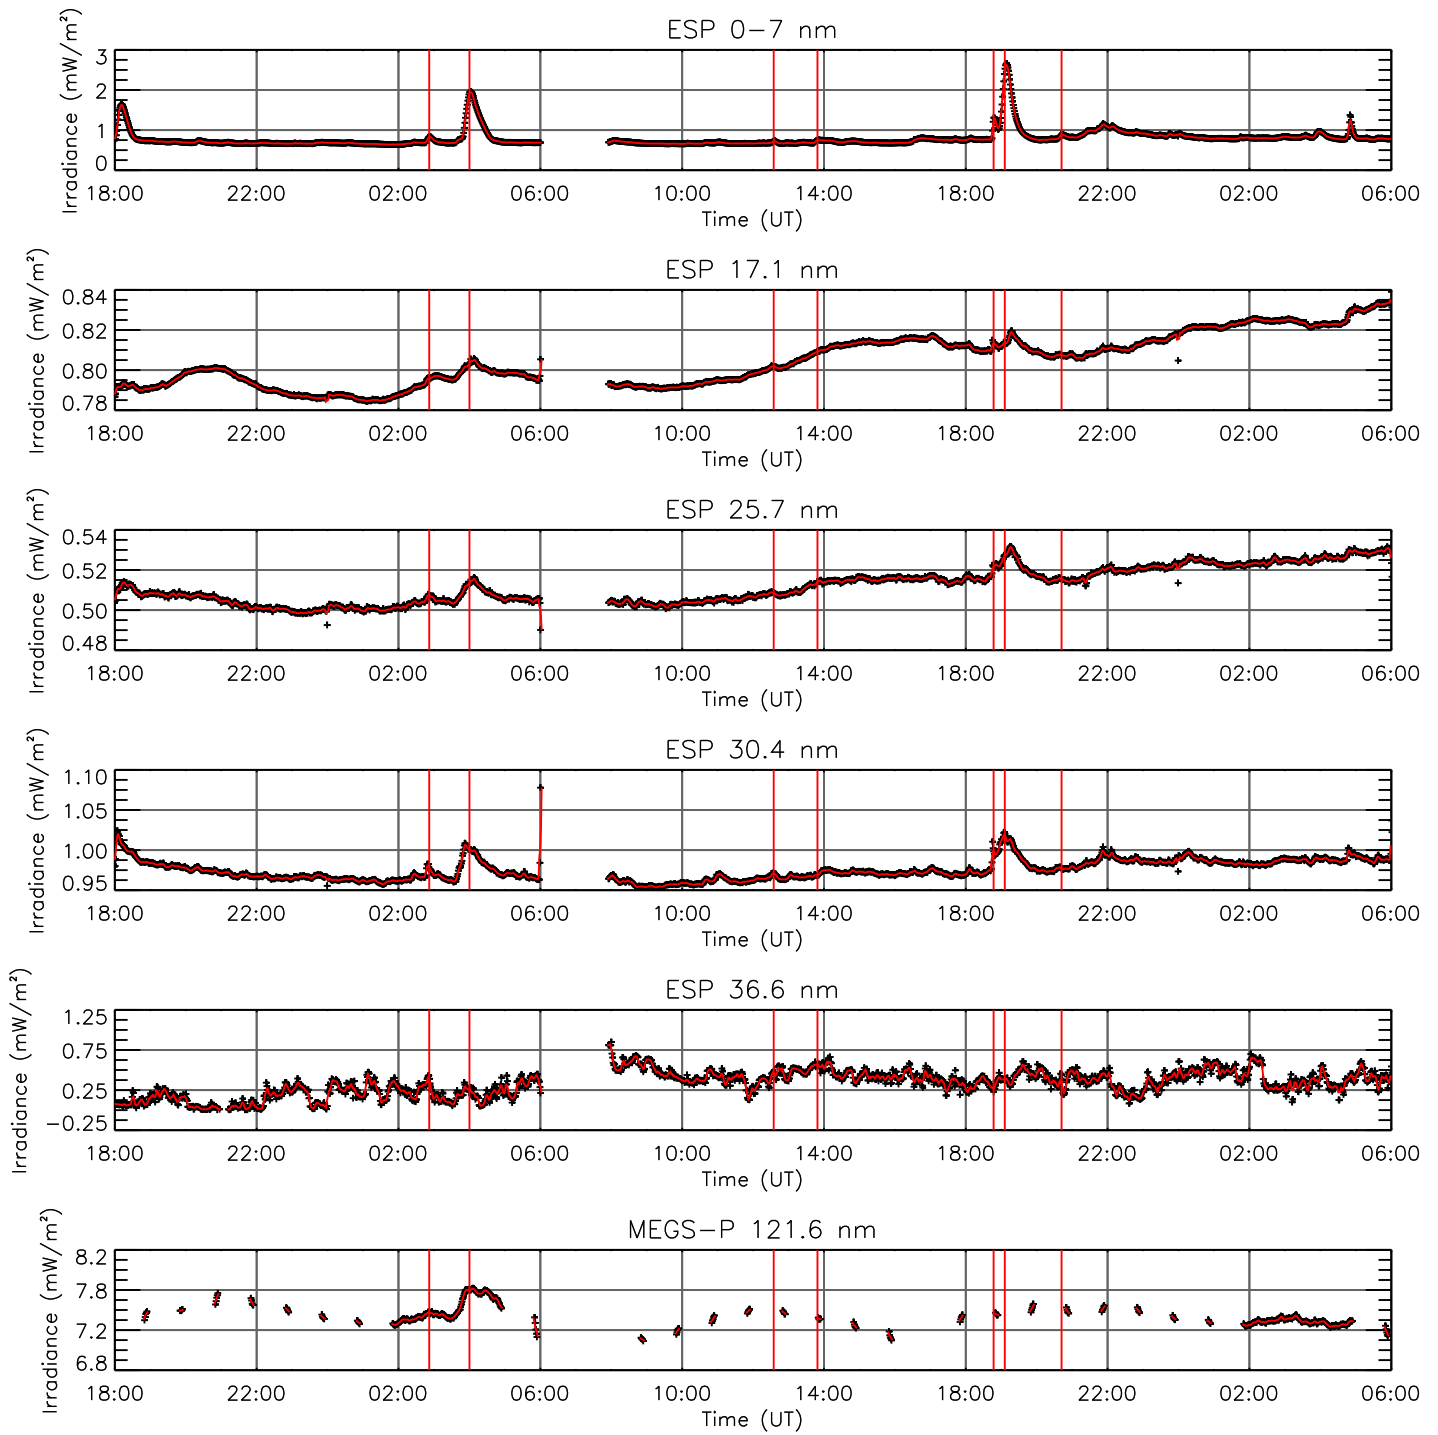 ESP 0-7 nm
Irradiance (mW/m²)
3
2
1
0
18:00 22:00 02:00 06:00 10:00 14:00 18:00 22:00 02:00 06:00
Time (UT)
ESP 17.1 nm
Irradiance (mW/m²)
0.84
0.82
0.80
0.78
18:00 22:00 02:00 06:00 10:00 14:00 18:00 22:00 02:00 06:00
Time (UT)
ESP 25.7 nm
Irradiance (mW/m²)
0.54
0.52
0.50
0.48
18:00 22:00 02:00 06:00 10:00 14:00 18:00 22:00 02:00 06:00
Time (UT)
ESP 30.4 nm
Irradiance (mW/m²)
1.10
1.05
1.00
0.95
18:00 22:00 02:00 06:00 10:00 14:00 18:00 22:00 02:00 06:00
Time (UT)
ESP 36.6 nm
Irradiance (mW/m²)
1.25
0.75
0.25
-0.25
18:00 22:00 02:00 06:00 10:00 14:00 18:00 22:00 02:00 06:00
Time (UT)
MEGS-P 121.6 nm
Irradiance (mW/m²)
8.2
7.8
7.2
6.8
18:00 22:00 02:00 06:00 10:00 14:00 18:00 22:00 02:00 06:00
Time (UT)